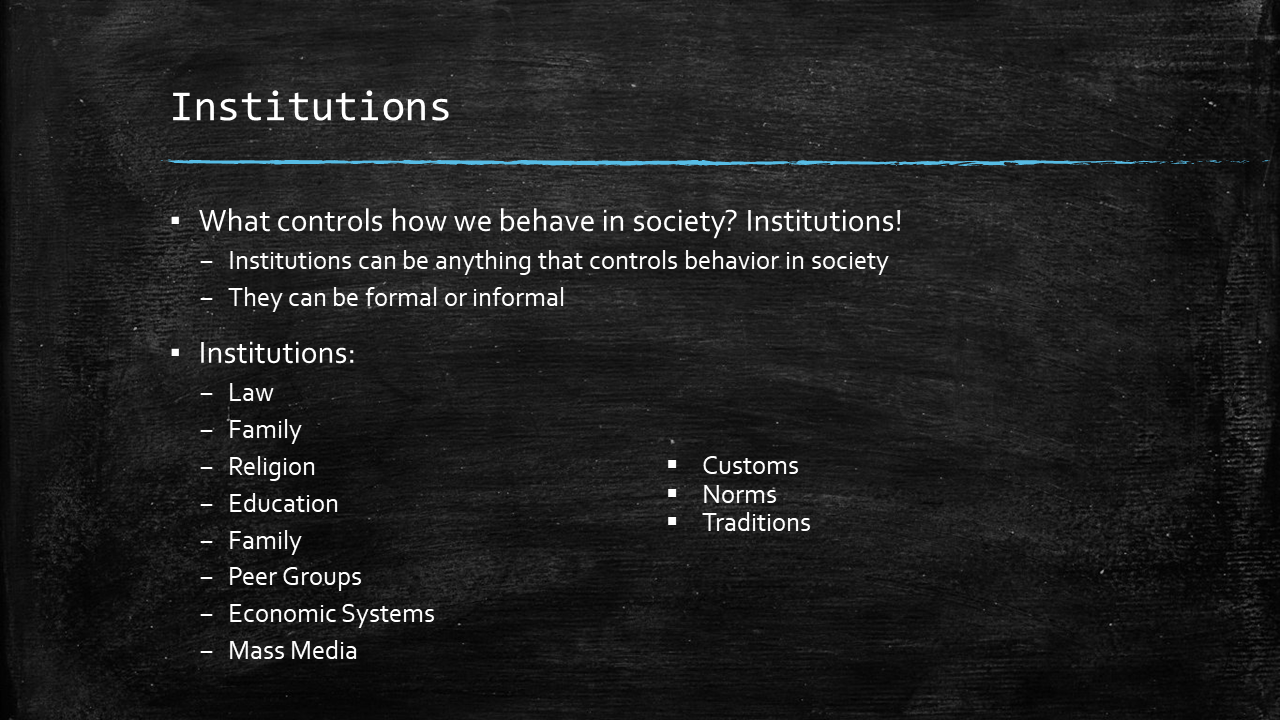 Institutions
▪ What controls how we behave in society? Institutions!
– Institutions can be anything that controls behavior in society
– They can be formal or informal
▪ Institutions:
– Law
– Family
– Religion
– Education
– Family
– Peer Groups
– Economic Systems
– Mass Media
▪ Customs
▪ Norms
▪ Traditions